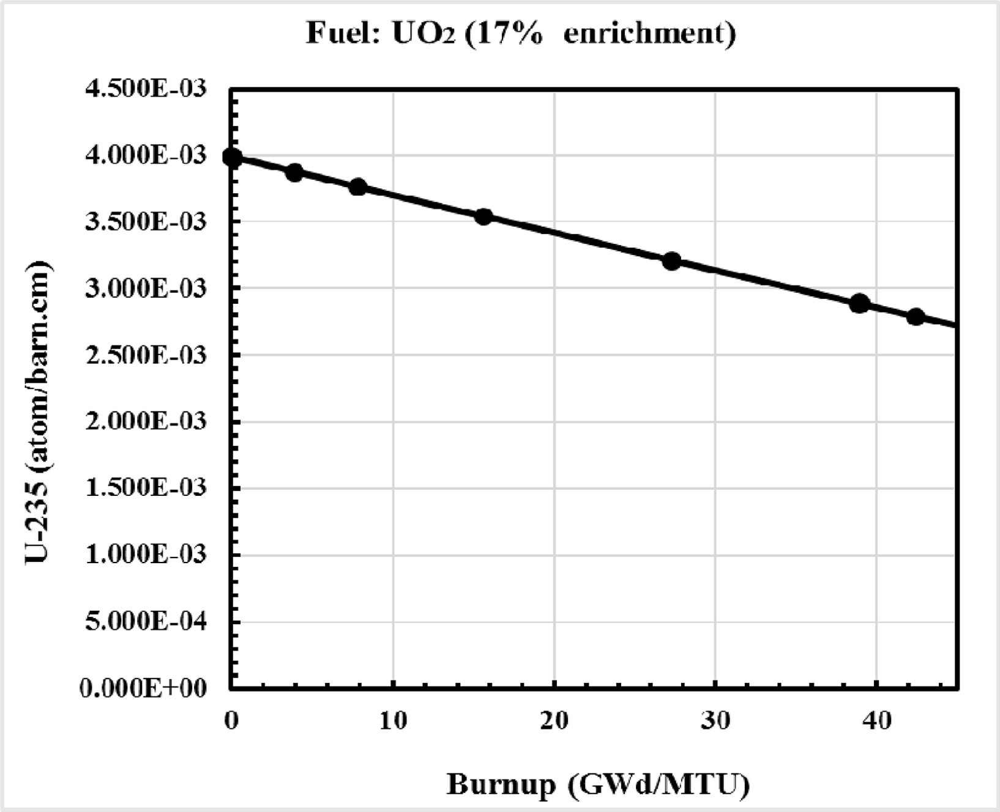 Fuel: UO2 (17% enrichment)
4.500E-03
4.000E-03
3.500E-03
3.000E-03
2.500E-03
2.000E-03
1.500E-03
1.000E-03
5.000E-04
0.000E+00
U-235 (atom/barn.cm)
0 10 20 30 40
Burnup (GWd/MTU)